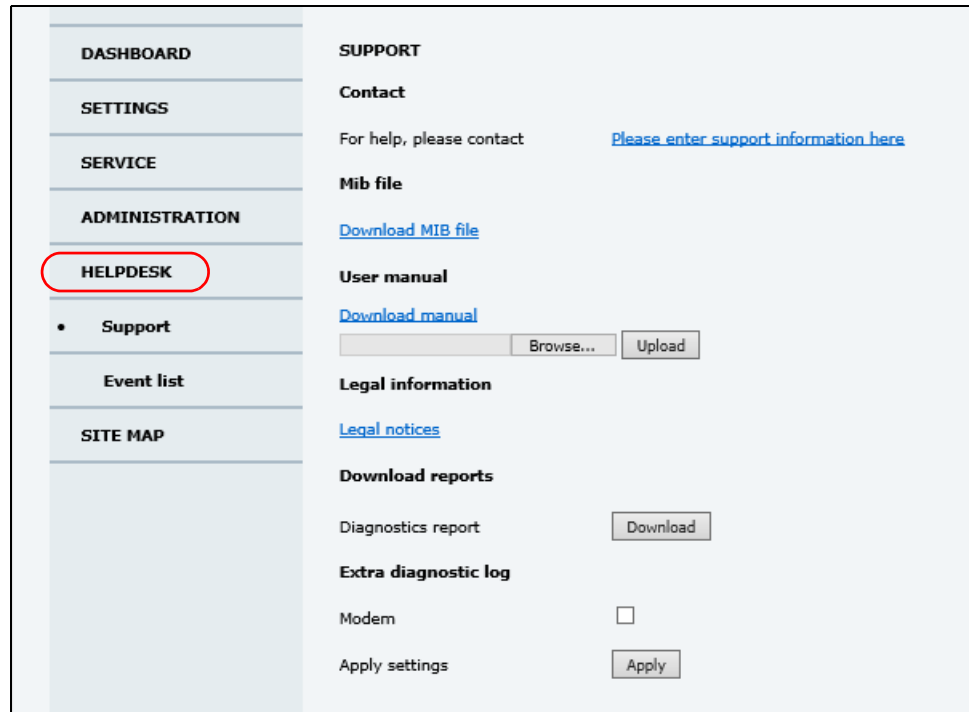 DASHBOARD
SETTINGS
SERVICE
ADMINISTRATION
HELPDESK
• Support
Event list
SITE MAP
SUPPORT
Contact
For help, please contact Please enter support information here
Mib file
Download MIB file
User manual
Download manual
Browse... Upload
Legal information
Legal notices
Download reports
Diagnostics report Download
Extra diagnostic log
Modem
Apply settings Apply